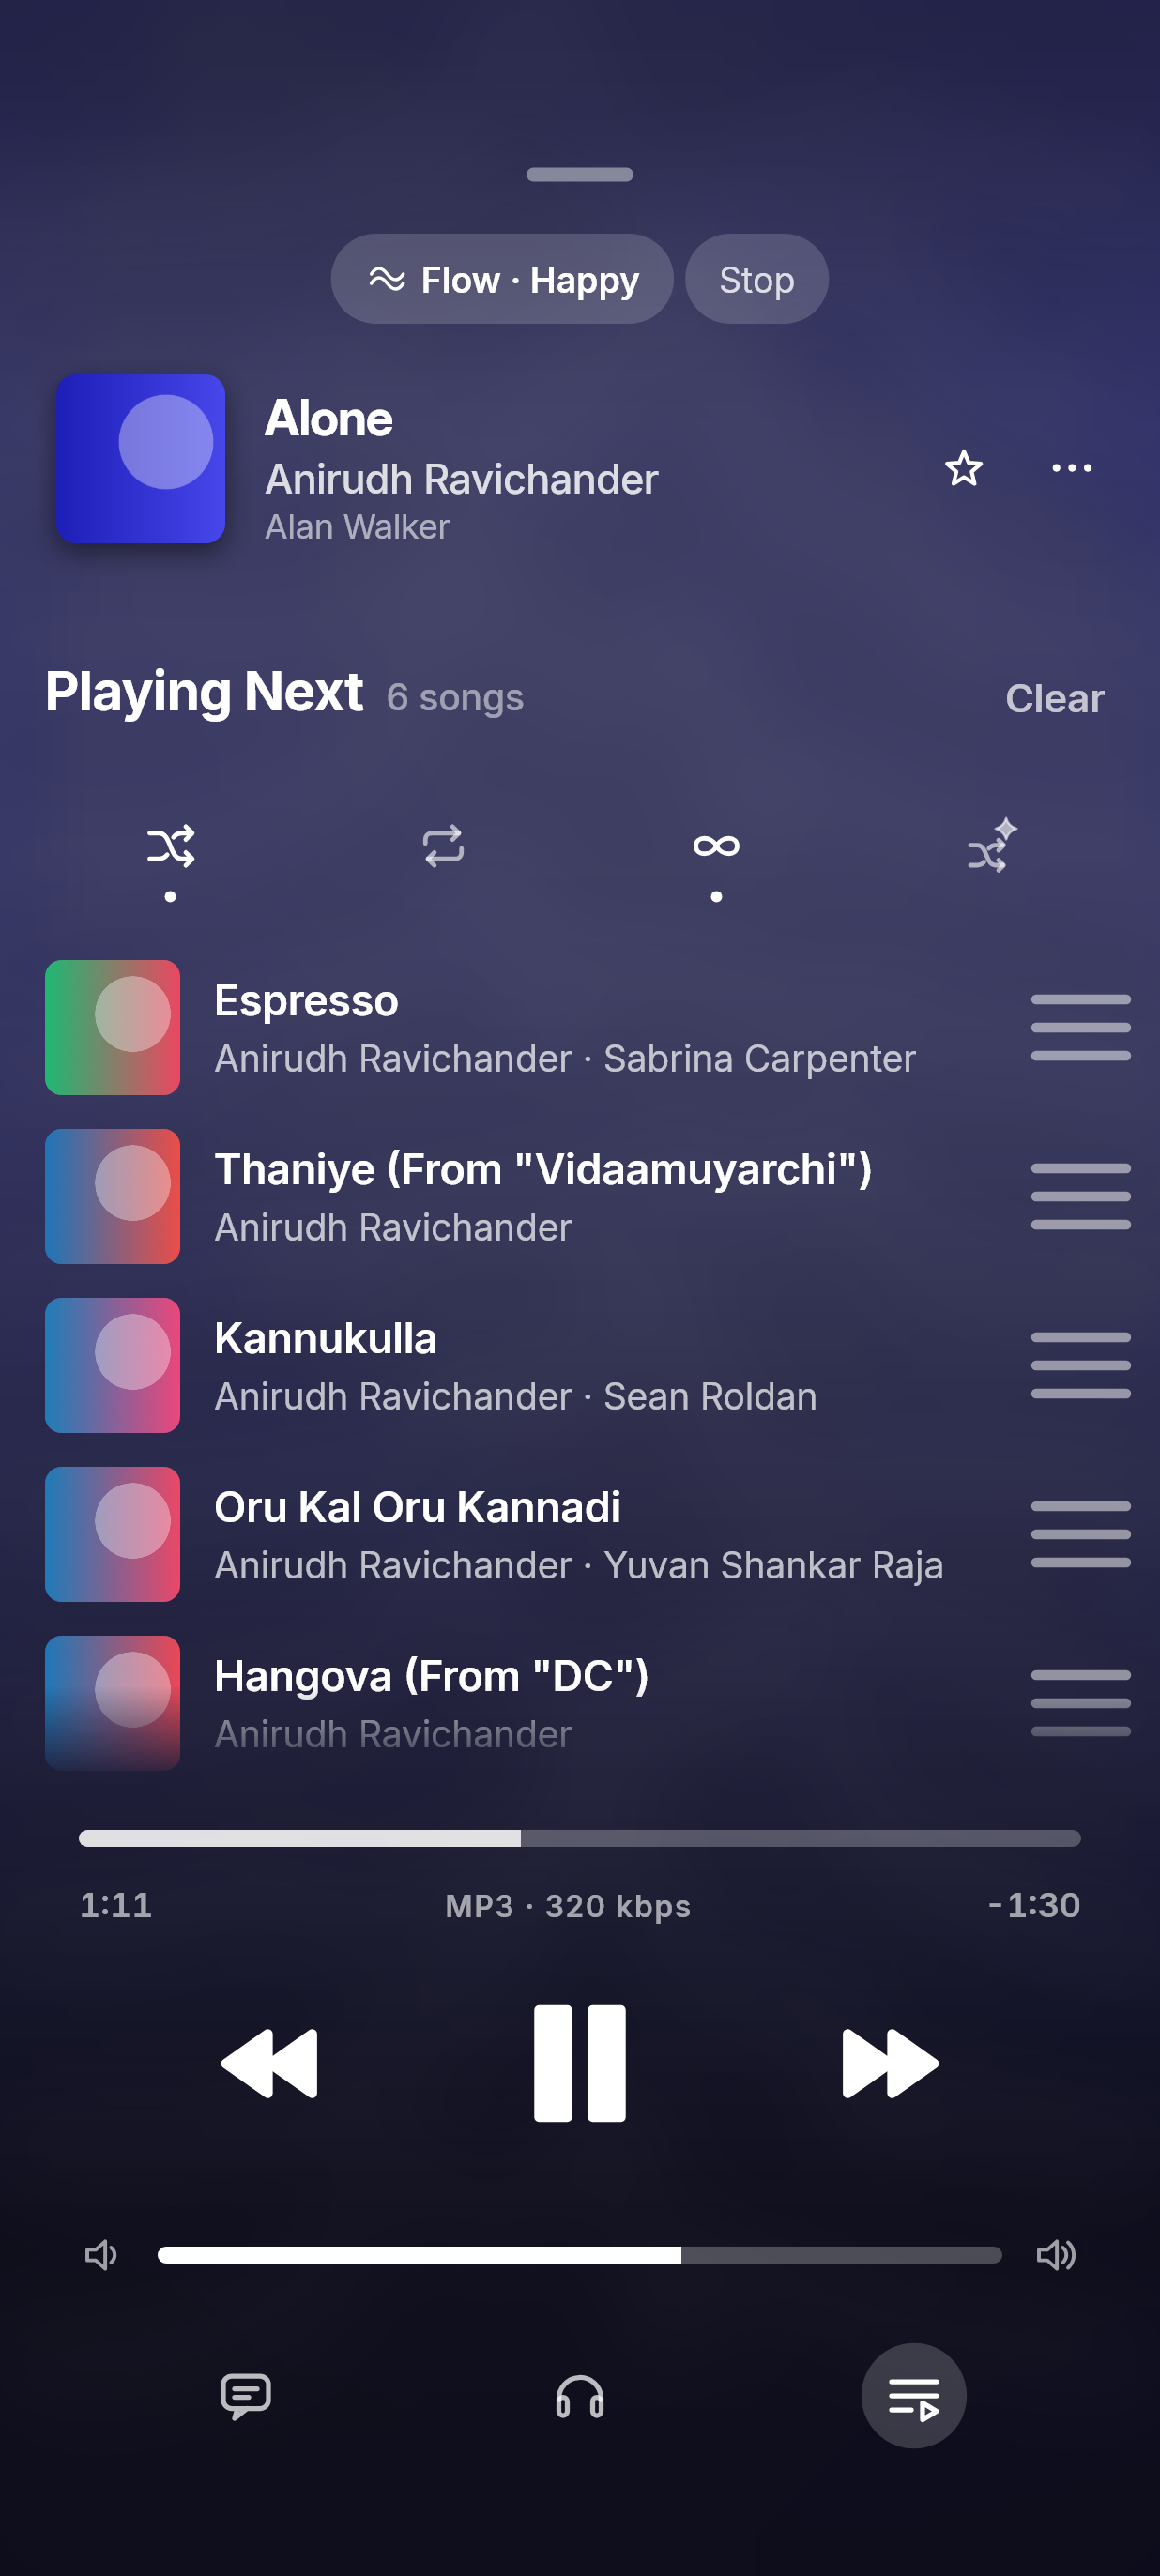 Flow · Happy
Stop
Alone
Anirudh Ravichander
Alan Walker
Playing Next 6 songs
Clear
Espresso
Anirudh Ravichander · Sabrina Carpenter
Thaniye (From "Vidaamuyarchi")
Anirudh Ravichander
Kannukulla
Anirudh Ravichander · Sean Roldan
Oru Kal Oru Kannadi
Anirudh Ravichander · Yuvan Shankar Raja
Hangova (From "DC")
Anirudh Ravichander
1:11
MP3 · 320 kbps
-1:30